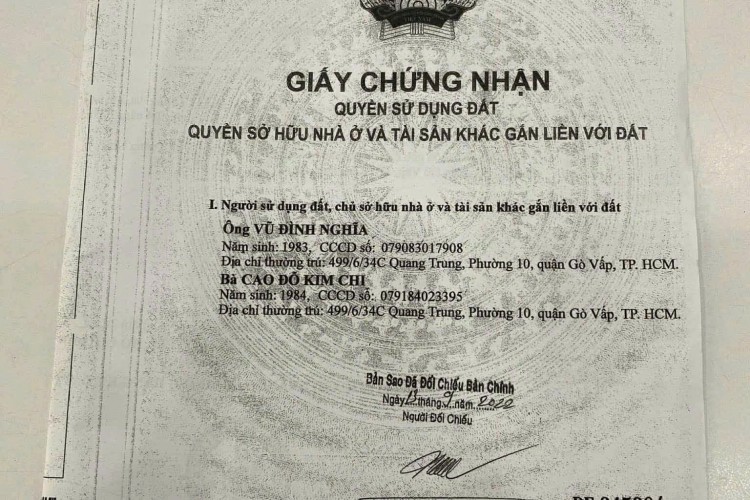 GIẤY CHỨNG NHẬN
QUYỀN SỬ DỤNG ĐẤT
QUYỀN SỞ HỮU NHÀ Ở VÀ TÀI SẢN KHÁC GẮN LIỀN VỚI ĐẤT
I. Người sử dụng đất, chủ sở hữu nhà ở và tài sản khác gắn liền với đất
Ông VŨ ĐÌNH NGHĨA
Năm sinh: 1983, CCCD số: 079083017908
Địa chỉ thường trú: 499/6/34C Quang Trung, Phường 10, quận Gò Vấp, TP. HCM.
Bà CAO ĐỖ KIM CHI
Năm sinh: 1984, CCCD số: 079184023395
Địa chỉ thường trú: 499/6/34C Quang Trung, Phường 10, quận Gò Vấp, TP. HCM.
Bản Sao Đã Đối Chiếu Bản Chính
Ngày 13 tháng 9 năm 2022
Người Đối Chiếu